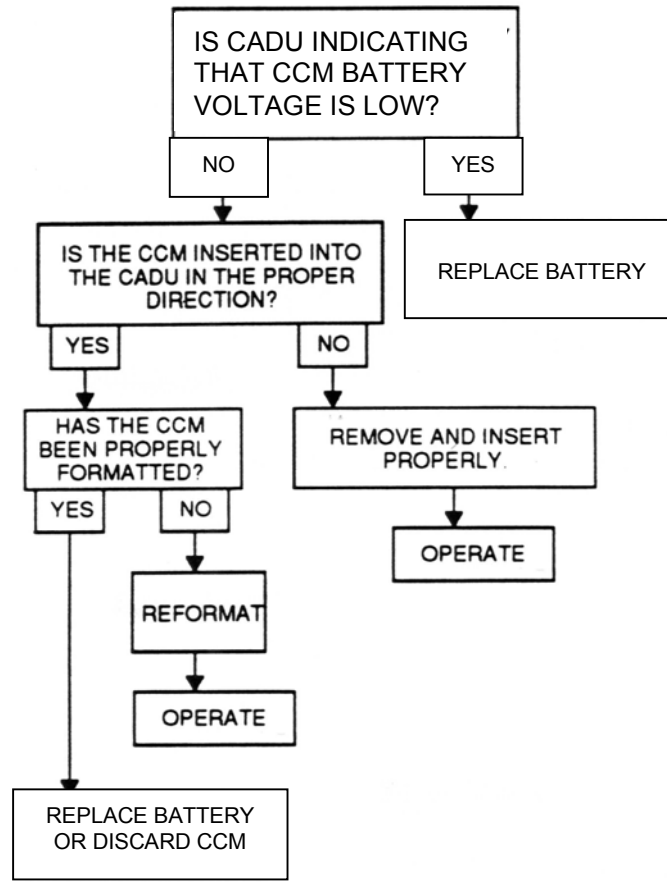 IS CADU INDICATING
THAT CCM BATTERY
VOLTAGE IS LOW?
NO
YES
IS THE CCM INSERTED INTO
THE CADU IN THE PROPER
DIRECTION?
REPLACE BATTERY
YES
NO
HAS THE CCM
BEEN PROPERLY
FORMATTED?
REMOVE AND INSERT
PROPERLY.
YES
NO
OPERATE
REFORMAT
OPERATE
REPLACE BATTERY
OR DISCARD CCM